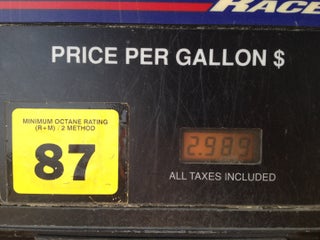 RACE
PRICE PER GALLON $
MINIMUM OCTANE RATING
(R+M) / 2 METHOD
87
2.989
ALL TAXES INCLUDED